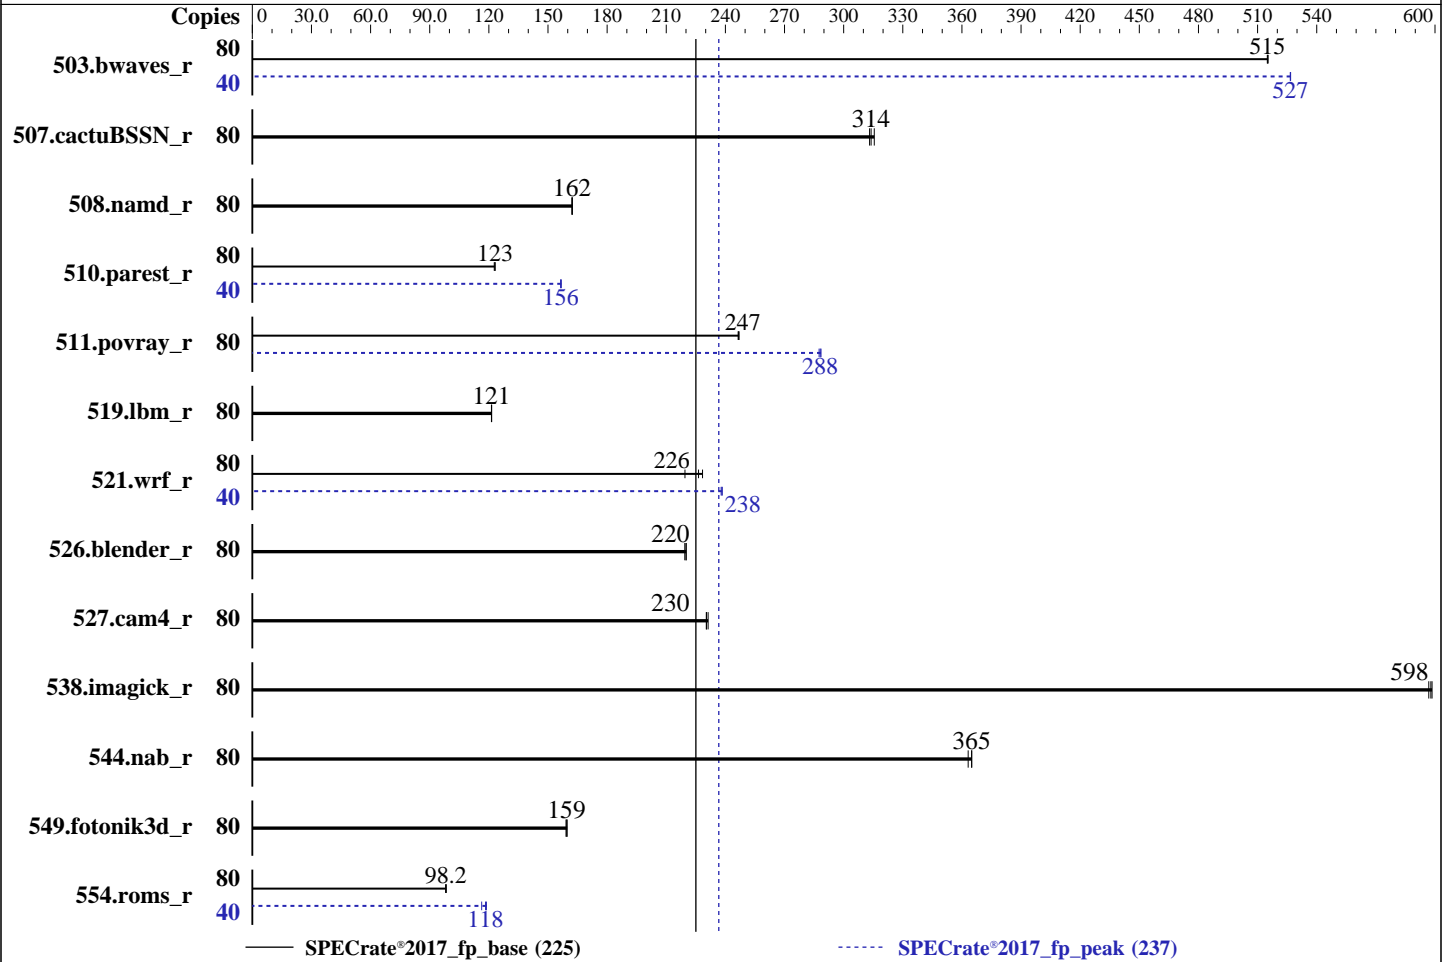 Copies 0 30.0 60.0 90.0 120 150 180 210 240 270 300 330 360 390 420 450 480 510 540 600
503.bwaves_r 80 515
40 527
507.cactuBSSN_r 80 314
508.namd_r 80 162
510.parest_r 80 123
40 156
511.povray_r 80 247
288
519.lbm_r 80 121
521.wrf_r 80 226
40 238
526.blender_r 80 220
527.cam4_r 80 230
538.imagick_r 80 598
544.nab_r 80 365
549.fotonik3d_r 80 159
554.roms_r 80 98.2
40 118
SPECrate®2017_fp_base (225) SPECrate®2017_fp_peak (237)